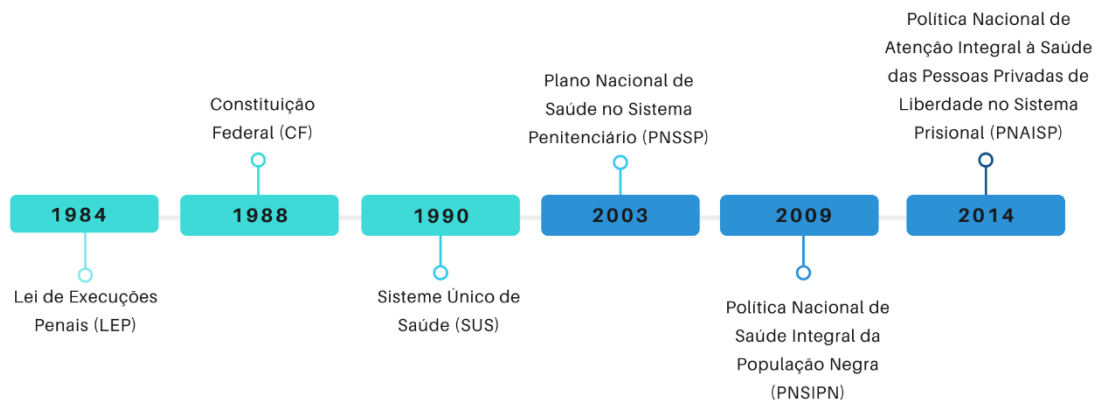 1984
Lei de Execuções
Penais (LEP)
Constituição
Federal (CF)
1988
1990
Sisteme Único de
Saúde (SUS)
Plano Nacional de
Saúde no Sistema
Penitenciário (PNSSP)
2003
2009
Política Nacional de
Saúde Integral da
População Negra
(PNSIPN)
Política Nacional de
Atenção Integral à Saúde
das Pessoas Privadas de
Liberdade no Sistema
Prisional (PNAISP)
2014